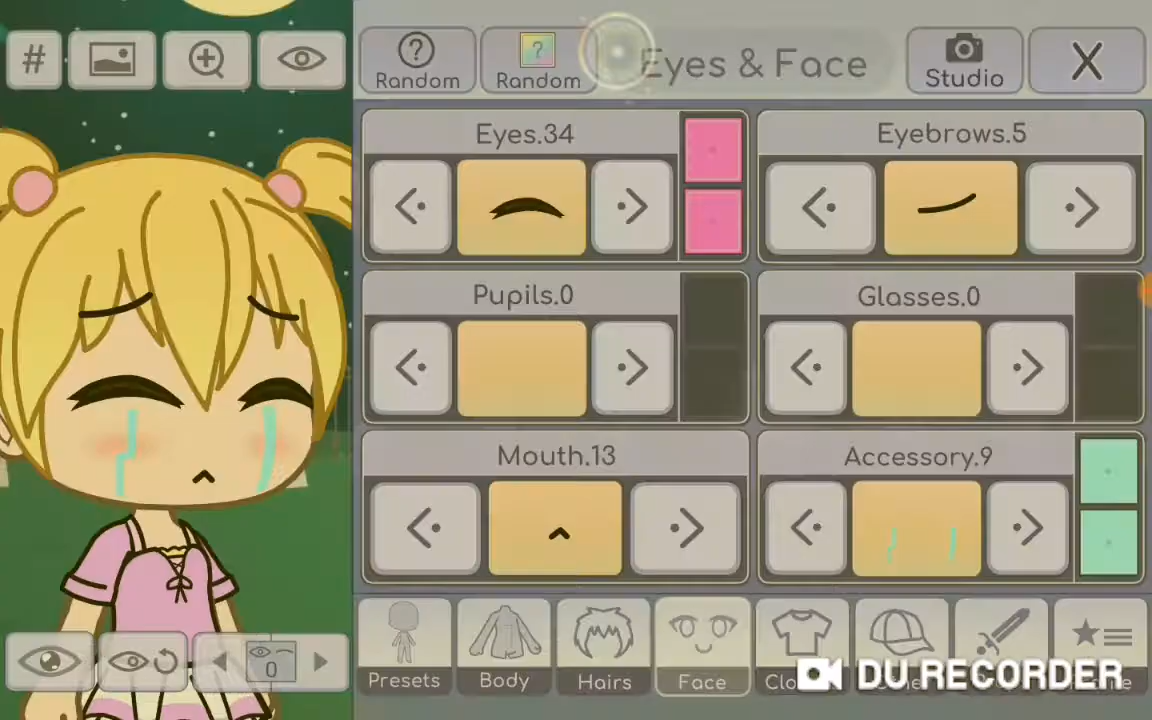 #
?
Random
?
Random
Eyes & Face
Studio
X
Eyes.34
Eyebrows.5
Pupils.0
Glasses.0
Mouth.13
Accessory.9
0
Presets
Body
Hairs
Face
DU RECORDER